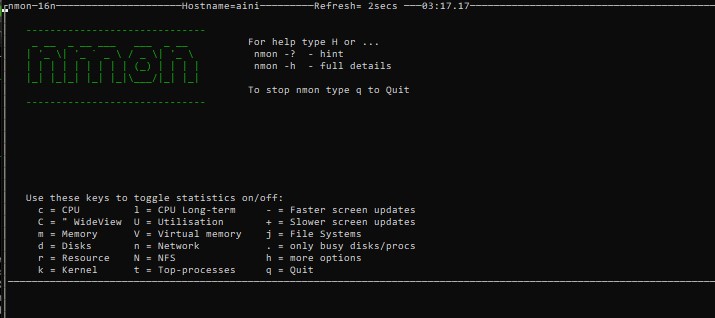 nmon-16n Hostname=aini Refresh= 2secs 03:17.17
------------------------------
nmon
For help type H or ...
nmon -? - hint
nmon -h - full details
To stop nmon type q to Quit
------------------------------
Use these keys to toggle statistics on/off:
c = CPU l = CPU Long-term - = Faster screen updates
C = " WideView U = Utilisation + = Slower screen updates
m = Memory V = Virtual memory j = File Systems
d = Disks n = Network . = only busy disks/procs
r = Resource N = NFS h = more options
k = Kernel t = Top-processes q = Quit